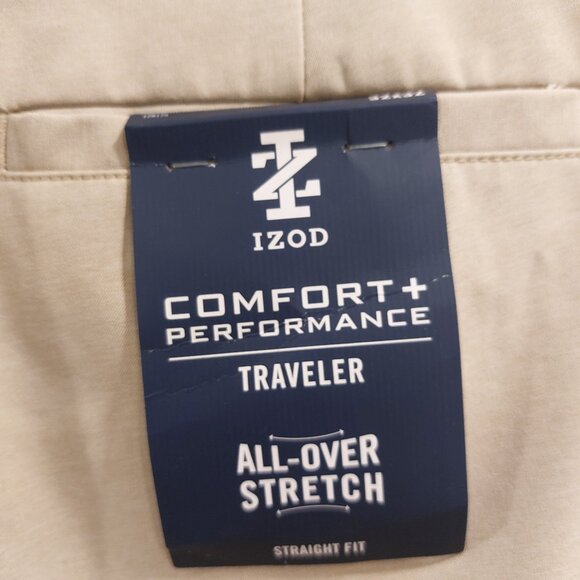 IZOD
COMFORT+
PERFORMANCE
TRAVELER
ALL-OVER
STRETCH
STRAIGHT FIT